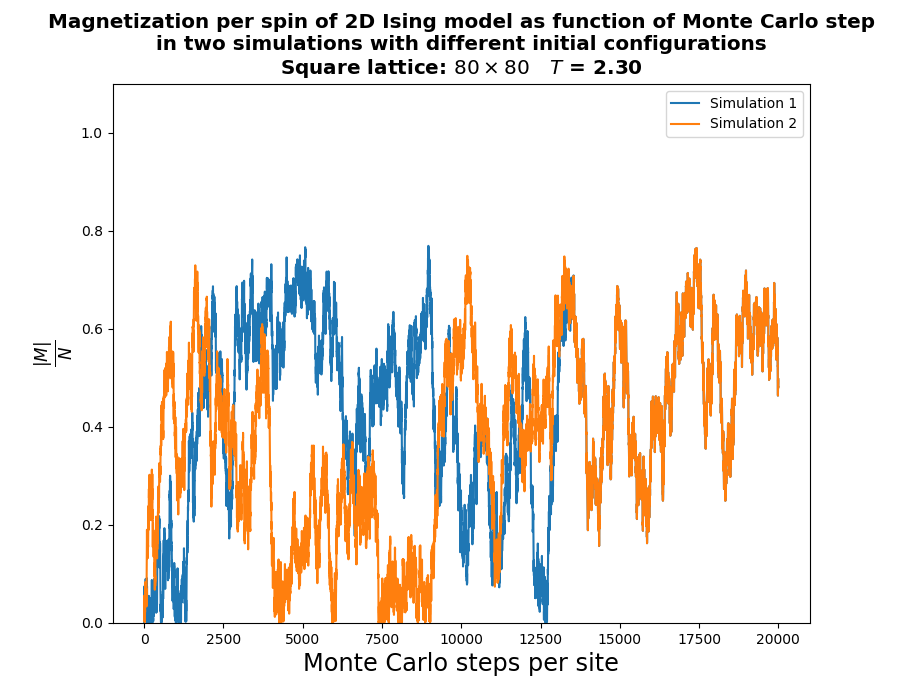 Magnetization per spin of 2D Ising model as function of Monte Carlo step
in two simulations with different initial configurations
Square lattice: 80 × 80 T = 2.30
Simulation 1
Simulation 2
1.0
0.8
0.6
0.4
0.2
0.0
|M|
N
0 2500 5000 7500 10000 12500 15000 17500 20000
Monte Carlo steps per site